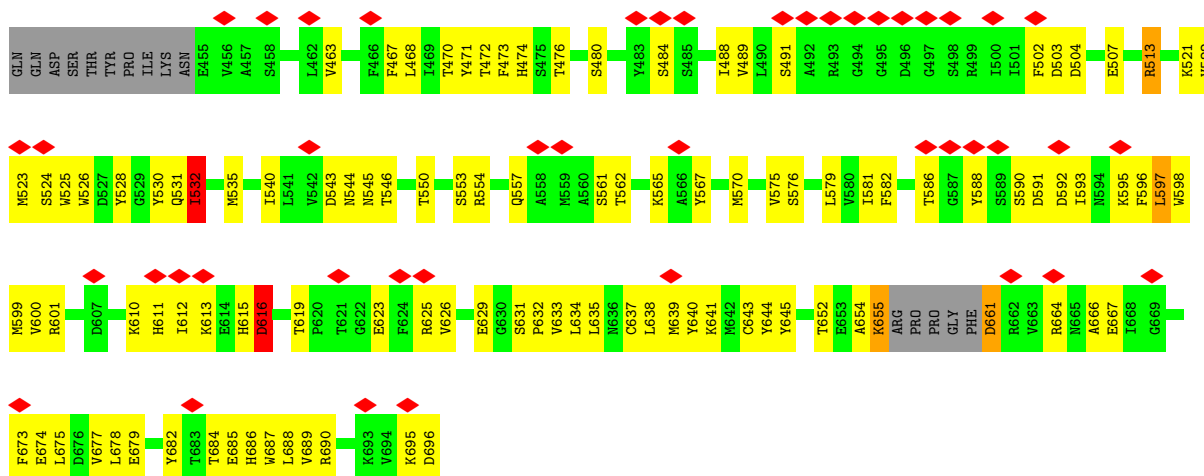 GLN GLN ASP SER THR TYR PRO ILE LYS ASN E455 V456 A457 S458 L462 V463 F466 F467 L468 I469 T470 Y471 T472 F473 H474 S475 T476 S480 Y483 S484 S485 I488 V489 L490 S491 A492 R493 G494 G495 D496 G497 S498 R499 I500 I501 F502 D503 D504 E507 R513 K521
M523 S524 W525 W526 D527 Y528 G529 Y530 Q531 I532 M535 I540 L541 V542 D543 N544 N545 T546 T550 S553 R554 Q557 A558 M559 A560 S561 T562 K565 A566 Y567 M570 V575 S576 L579 V580 I581 F582 T586 G587 Y588 S589 S590 D591 D592 I593 N594 K595 F596 L597 W598
M599 V600 R601 D607 K610 H611 I612 K613 E614 H615 D616 T619 P620 T621 G622 E623 F624 R625 V626 E629 G630 S631 P632 V633 L634 L635 N636 C637 L638 M639 Y640 K641 M642 C643 Y644 Y645 T652 E653 A654 K655 ARG PRO PRO GLY PHE D661 R662 V663 R664 N665 A666 E667 I668 G669
F673 E674 L675 D676 V677 L678 E679 Y682 T683 T684 E685 H686 W687 L688 V689 R690 K693 V694 K695 D696